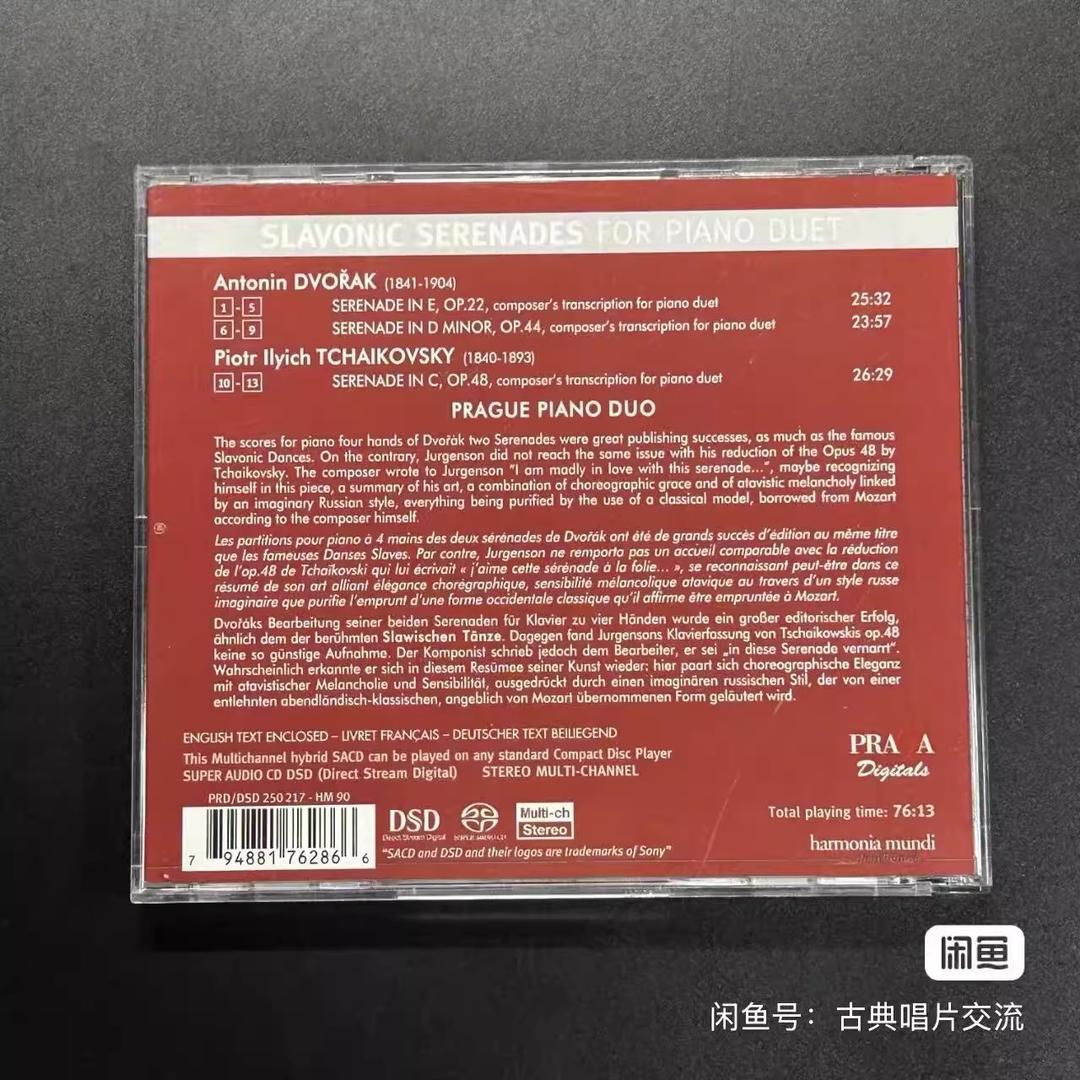 SLAVONIC SERENADES FOR PIANO DUET
Antonin DVOŘAK (1841-1904)
1 - 5 SERENADE IN E, OP.22, composer's transcription for piano duet 25:32
6 - 9 SERENADE IN D MINOR, OP.44, composer's transcription for piano duet 23:57
Piotr Ilyich TCHAIKOVSKY (1840-1893)
10 - 13 SERENADE IN C, OP.48, composer's transcription for piano duet 26:29
PRAGUE PIANO DUO
The scores for piano four hands of Dvořák two Serenades were great publishing successes, as much as the famous
Slavonic Dances. On the contrary, Jurgenson did not reach the same issue with his reduction of the Opus 48 by
Tchaikovsky. The composer wrote to Jurgenson "I am madly in love with this serenade...", maybe recognizing
himself in this piece, a summary of his art, a combination of choreographic grace and of atavistic melancholy linked
by an imaginary Russian style, everything being purified by the use of a classical model, borrowed from Mozart
according to the composer himself.
Les partitions pour piano à 4 mains des deux sérénades de Dvořák ont été de grands succès d'édition au même titre
que les fameuses Danses Slaves. Par contre, Jurgenson ne remporta pas un accueil comparable avec la réduction
de l'op.48 de Tchaïkovski qui lui écrivait « j'aime cette sérénade à la folie... », se reconnaissant peut-être dans ce
résumé de son art alliant élégance chorégraphique, sensibilité mélancolique atavique au travers d'un style russe
imaginaire que purifie l'emprunt d'une forme occidentale classique qu'il affirme être empruntée à Mozart.
Dvořáks Bearbeitung seiner beiden Serenaden für Klavier zu vier Händen wurde ein großer editorischer Erfolg,
ähnlich dem der berühmten Slawischen Tänze. Dagegen fand Jurgensons Klavierfassung von Tschaikowskis op.48
keine so günstige Aufnahme. Der Komponist schrieb jedoch dem Bearbeiter, er sei „in diese Serenade vernarrt".
Wahrscheinlich erkannte er sich in diesem Resümee seiner Kunst wieder: hier paart sich choreographische Eleganz
mit atavistischer Melancholie und Sensibilität, ausgedrückt durch einen imaginären russischen Stil, der von einer
entlehnten abendländisch-klassischen, angeblich von Mozart übernommenen Form geläutert wird.
ENGLISH TEXT ENCLOSED – LIVRET FRANÇAIS – DEUTSCHER TEXT BEILIEGEND
This Multichannel hybrid SACD can be played on any standard Compact Disc Player
SUPER AUDIO CD DSD (Direct Stream Digital) STEREO MULTI-CHANNEL
PRA A
Digitals
PRD/DSD 250 217 - HM 90
7 94881 76286 6
DSD
Direct Stream Digital
SUPER AUDIO CD
Multi-ch
Stereo
"SACD and DSD and their logos are trademarks of Sony"
Total playing time: 76:13
harmonia mundi
闲鱼
闲鱼号：古典唱片交流